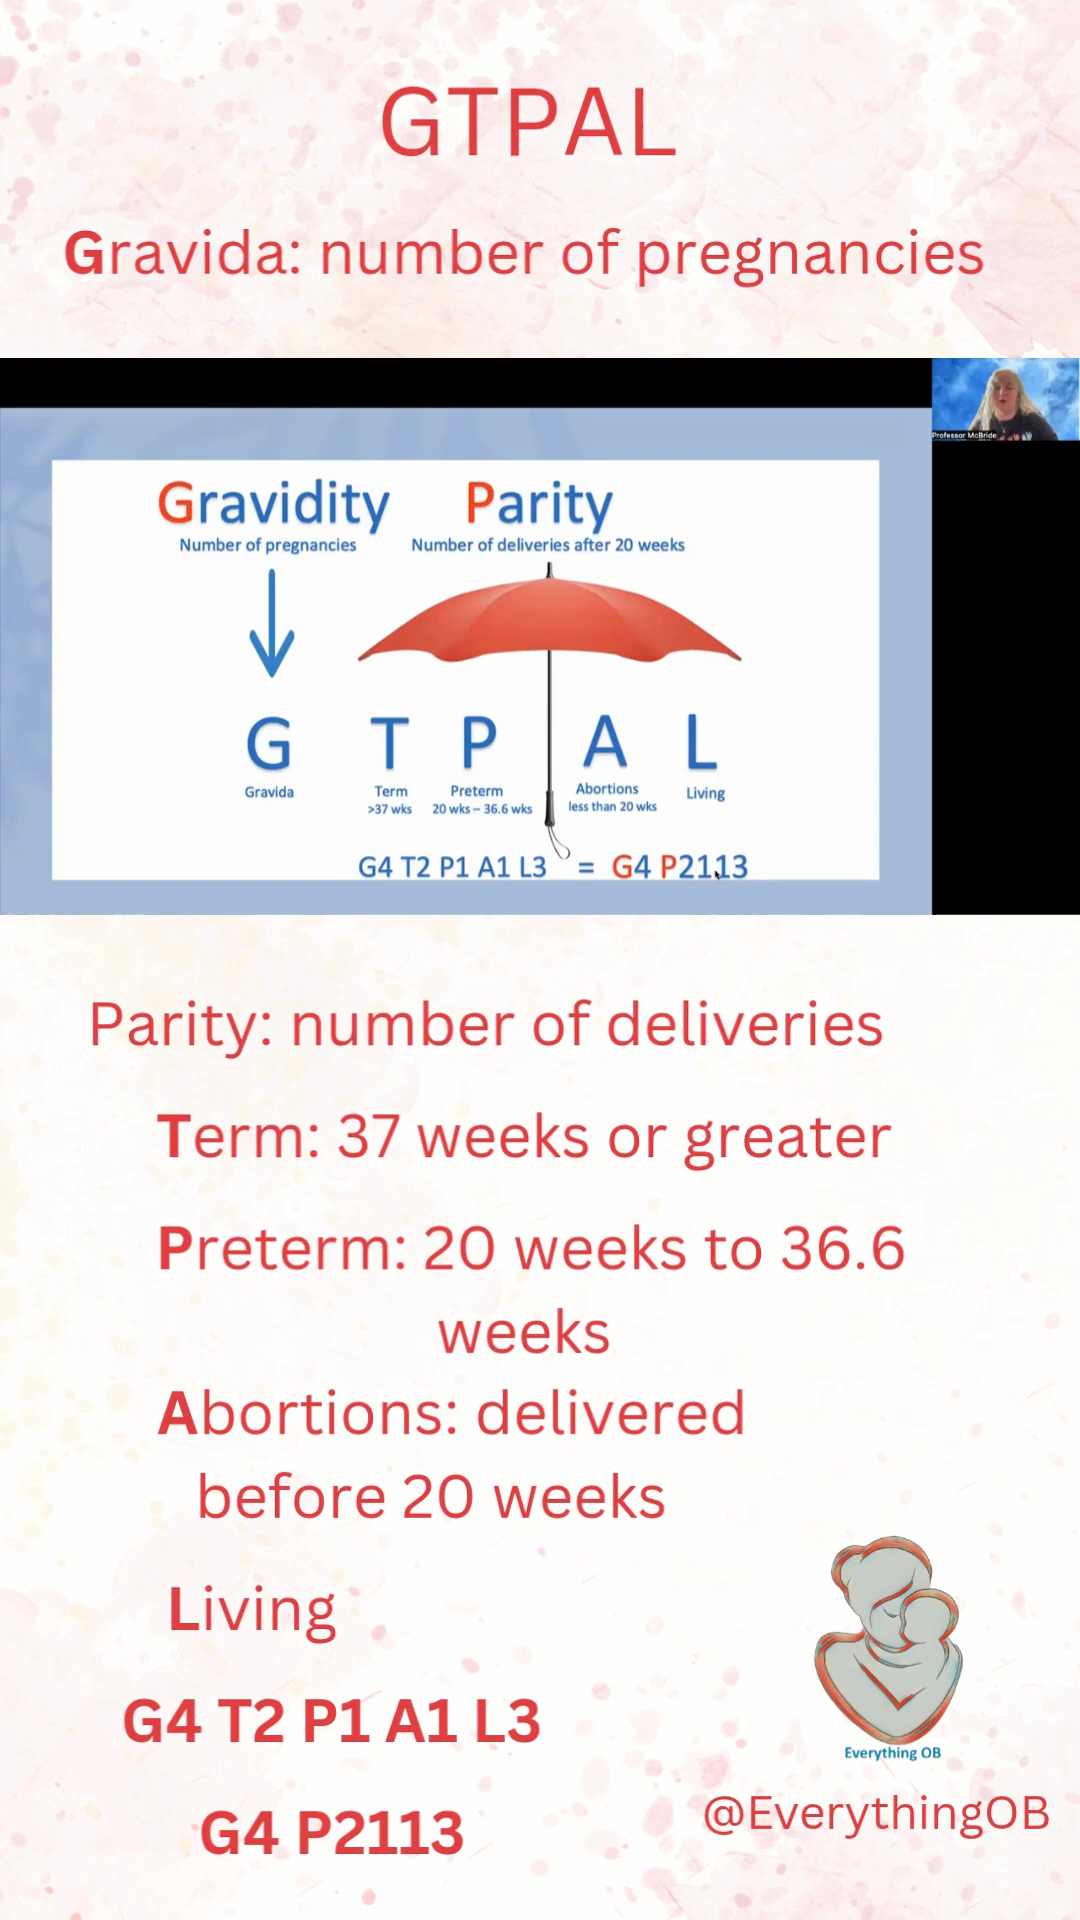 GTPAL
Gravida: number of pregnancies
Professor McBride
Gravidity Parity
Number of pregnancies Number of deliveries after 20 weeks
G T P A L
Gravida Term Preterm Abortions Living
>37 wks 20 wks – 36.6 wks less than 20 wks
G4 T2 P1 A1 L3 = G4 P2113
Parity: number of deliveries
Term: 37 weeks or greater
Preterm: 20 weeks to 36.6
weeks
Abortions: delivered
before 20 weeks
Living
G4 T2 P1 A1 L3
G4 P2113
Everything OB
@EverythingOB